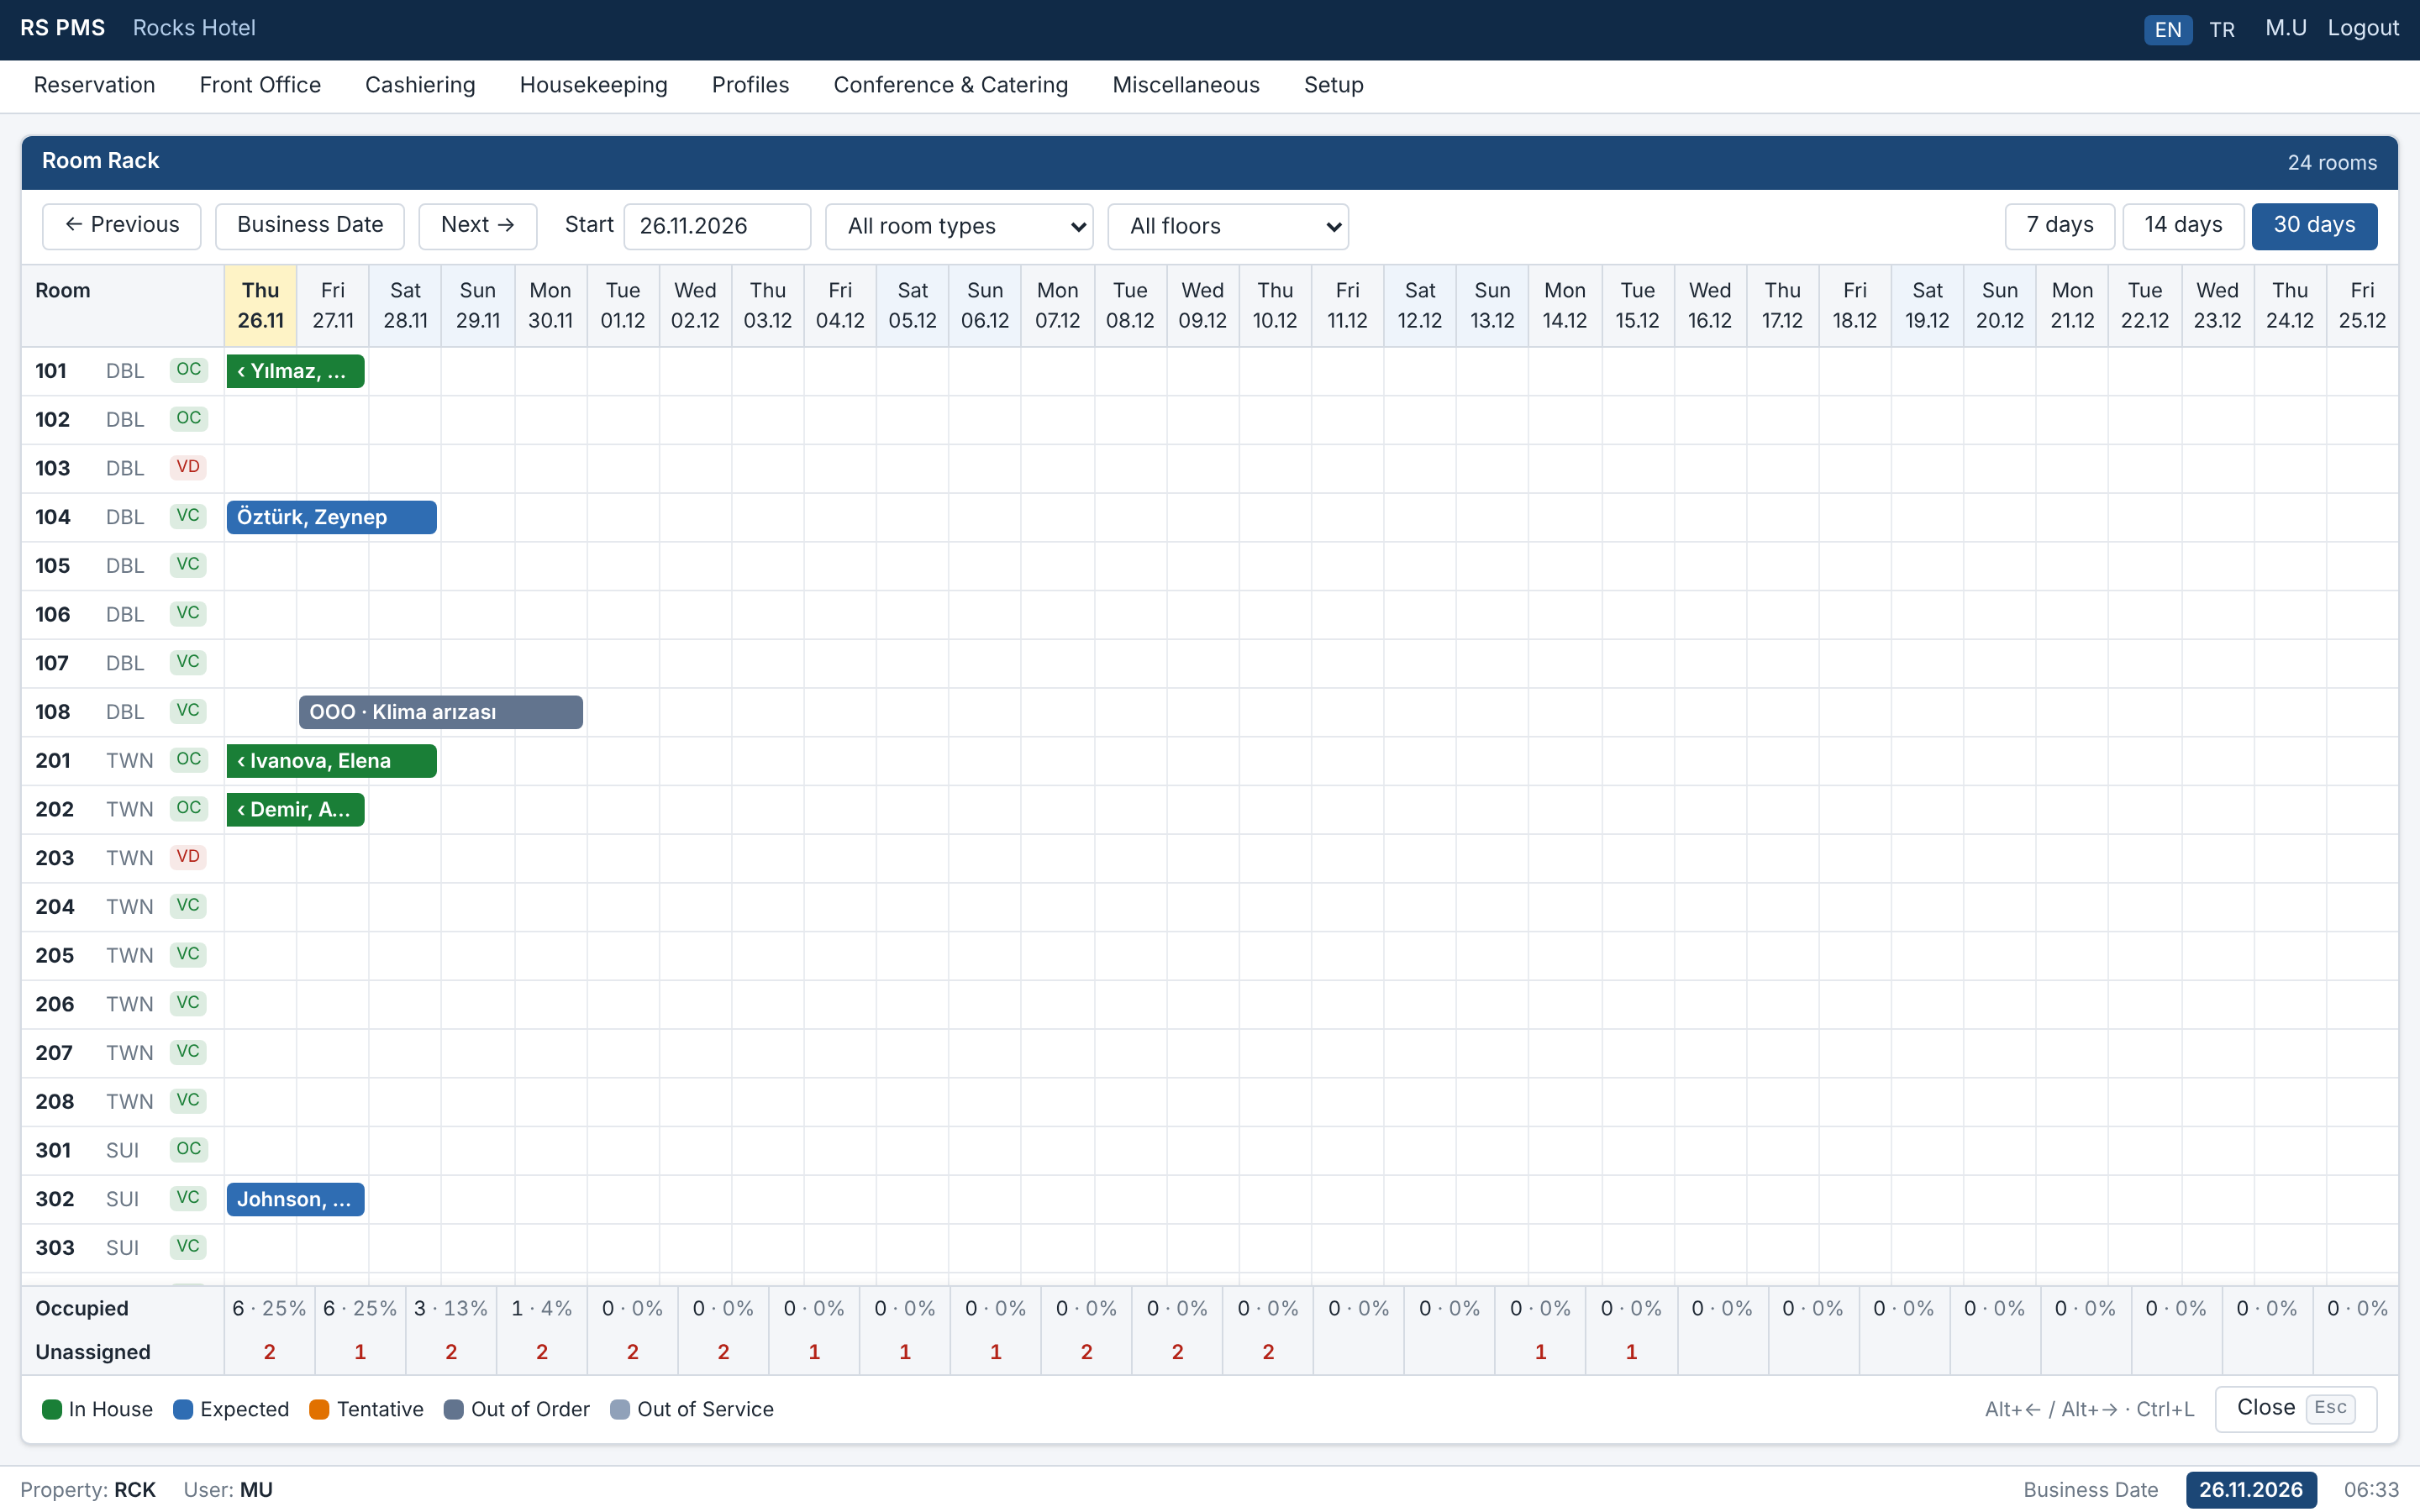 RS PMS Rocks Hotel EN TR M.U Logout
Reservation Front Office Cashiering Housekeeping Profiles Conference & Catering Miscellaneous Setup
Room Rack 24 rooms
← Previous Business Date Next → Start 26.11.2026 All room types All floors 7 days 14 days 30 days
Room Thu Fri Sat Sun Mon Tue Wed Thu Fri Sat Sun Mon Tue Wed Thu Fri Sat Sun Mon Tue Wed Thu Fri Sat Sun Mon Tue Wed Thu Fri
26.11 27.11 28.11 29.11 30.11 01.12 02.12 03.12 04.12 05.12 06.12 07.12 08.12 09.12 10.12 11.12 12.12 13.12 14.12 15.12 16.12 17.12 18.12 19.12 20.12 21.12 22.12 23.12 24.12 25.12
101 DBL OC ‹ Yılmaz, ...
102 DBL OC
103 DBL VD
104 DBL VC Öztürk, Zeynep
105 DBL VC
106 DBL VC
107 DBL VC
108 DBL VC OOO · Klima arızası
201 TWN OC ‹ Ivanova, Elena
202 TWN OC ‹ Demir, A...
203 TWN VD
204 TWN VC
205 TWN VC
206 TWN VC
207 TWN VC
208 TWN VC
301 SUI OC
302 SUI VC Johnson, ...
303 SUI VC
Occupied 6 · 25% 6 · 25% 3 · 13% 1 · 4% 0 · 0% 0 · 0% 0 · 0% 0 · 0% 0 · 0% 0 · 0% 0 · 0% 0 · 0% 0 · 0% 0 · 0% 0 · 0% 0 · 0% 0 · 0% 0 · 0% 0 · 0% 0 · 0% 0 · 0% 0 · 0% 0 · 0% 0 · 0%
Unassigned 2 1 2 2 2 2 1 1 1 2 2 2 1 1
In House Expected Tentative Out of Order Out of Service Alt+← / Alt+→ · Ctrl+L Close Esc
Property: RCK User: MU Business Date 26.11.2026 06:33